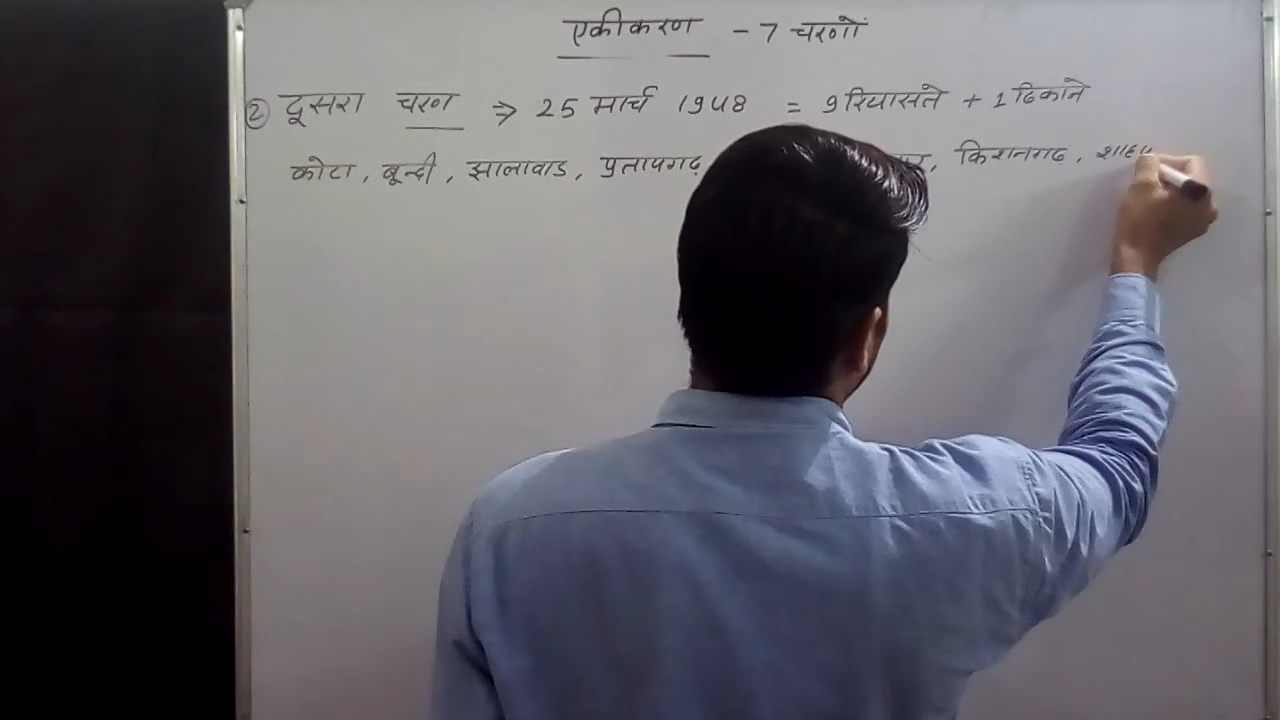 एकीकरण - 7 चरणों
② दूसरा चरण ⇒ 25 मार्च 1948 = 9 रियासते + 1 ठिकाने
कोटा, बून्दी, झालावाड, प्रतापगढ़ , किशनगढ,